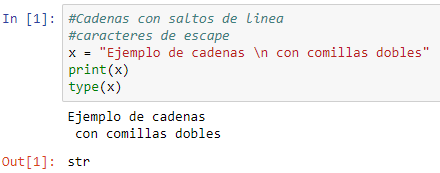 In [1]: #Cadenas con saltos de linea
#caracteres de escape
x = "Ejemplo de cadenas \n con comillas dobles"
print(x)
type(x)
Ejemplo de cadenas
 con comillas dobles
Out[1]: str